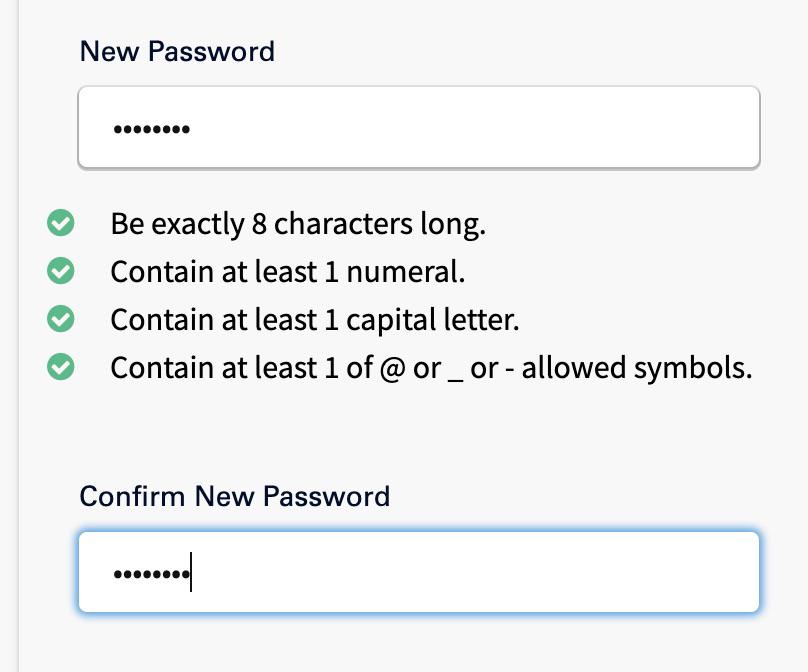 New Password
••••••••
Be exactly 8 characters long.
Contain at least 1 numeral.
Contain at least 1 capital letter.
Contain at least 1 of @ or _ or - allowed symbols.
Confirm New Password
••••••••